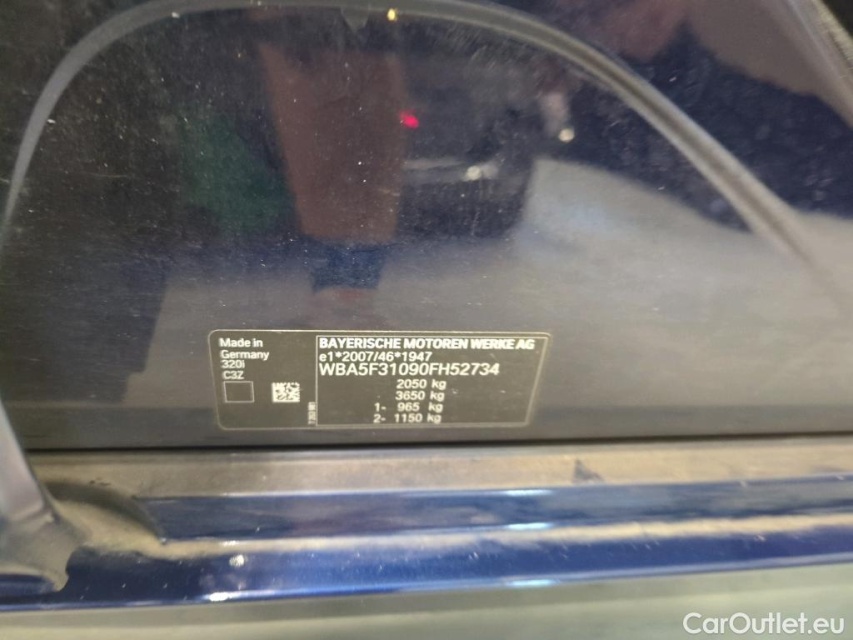 Made in
Germany
320i
C3Z
BAYERISCHE MOTOREN WERKE AG
e1*2007/46*1947
WBA5F31090FH52734
2050 kg
3650 kg
1- 965 kg
2- 1150 kg
CarOutlet.eu